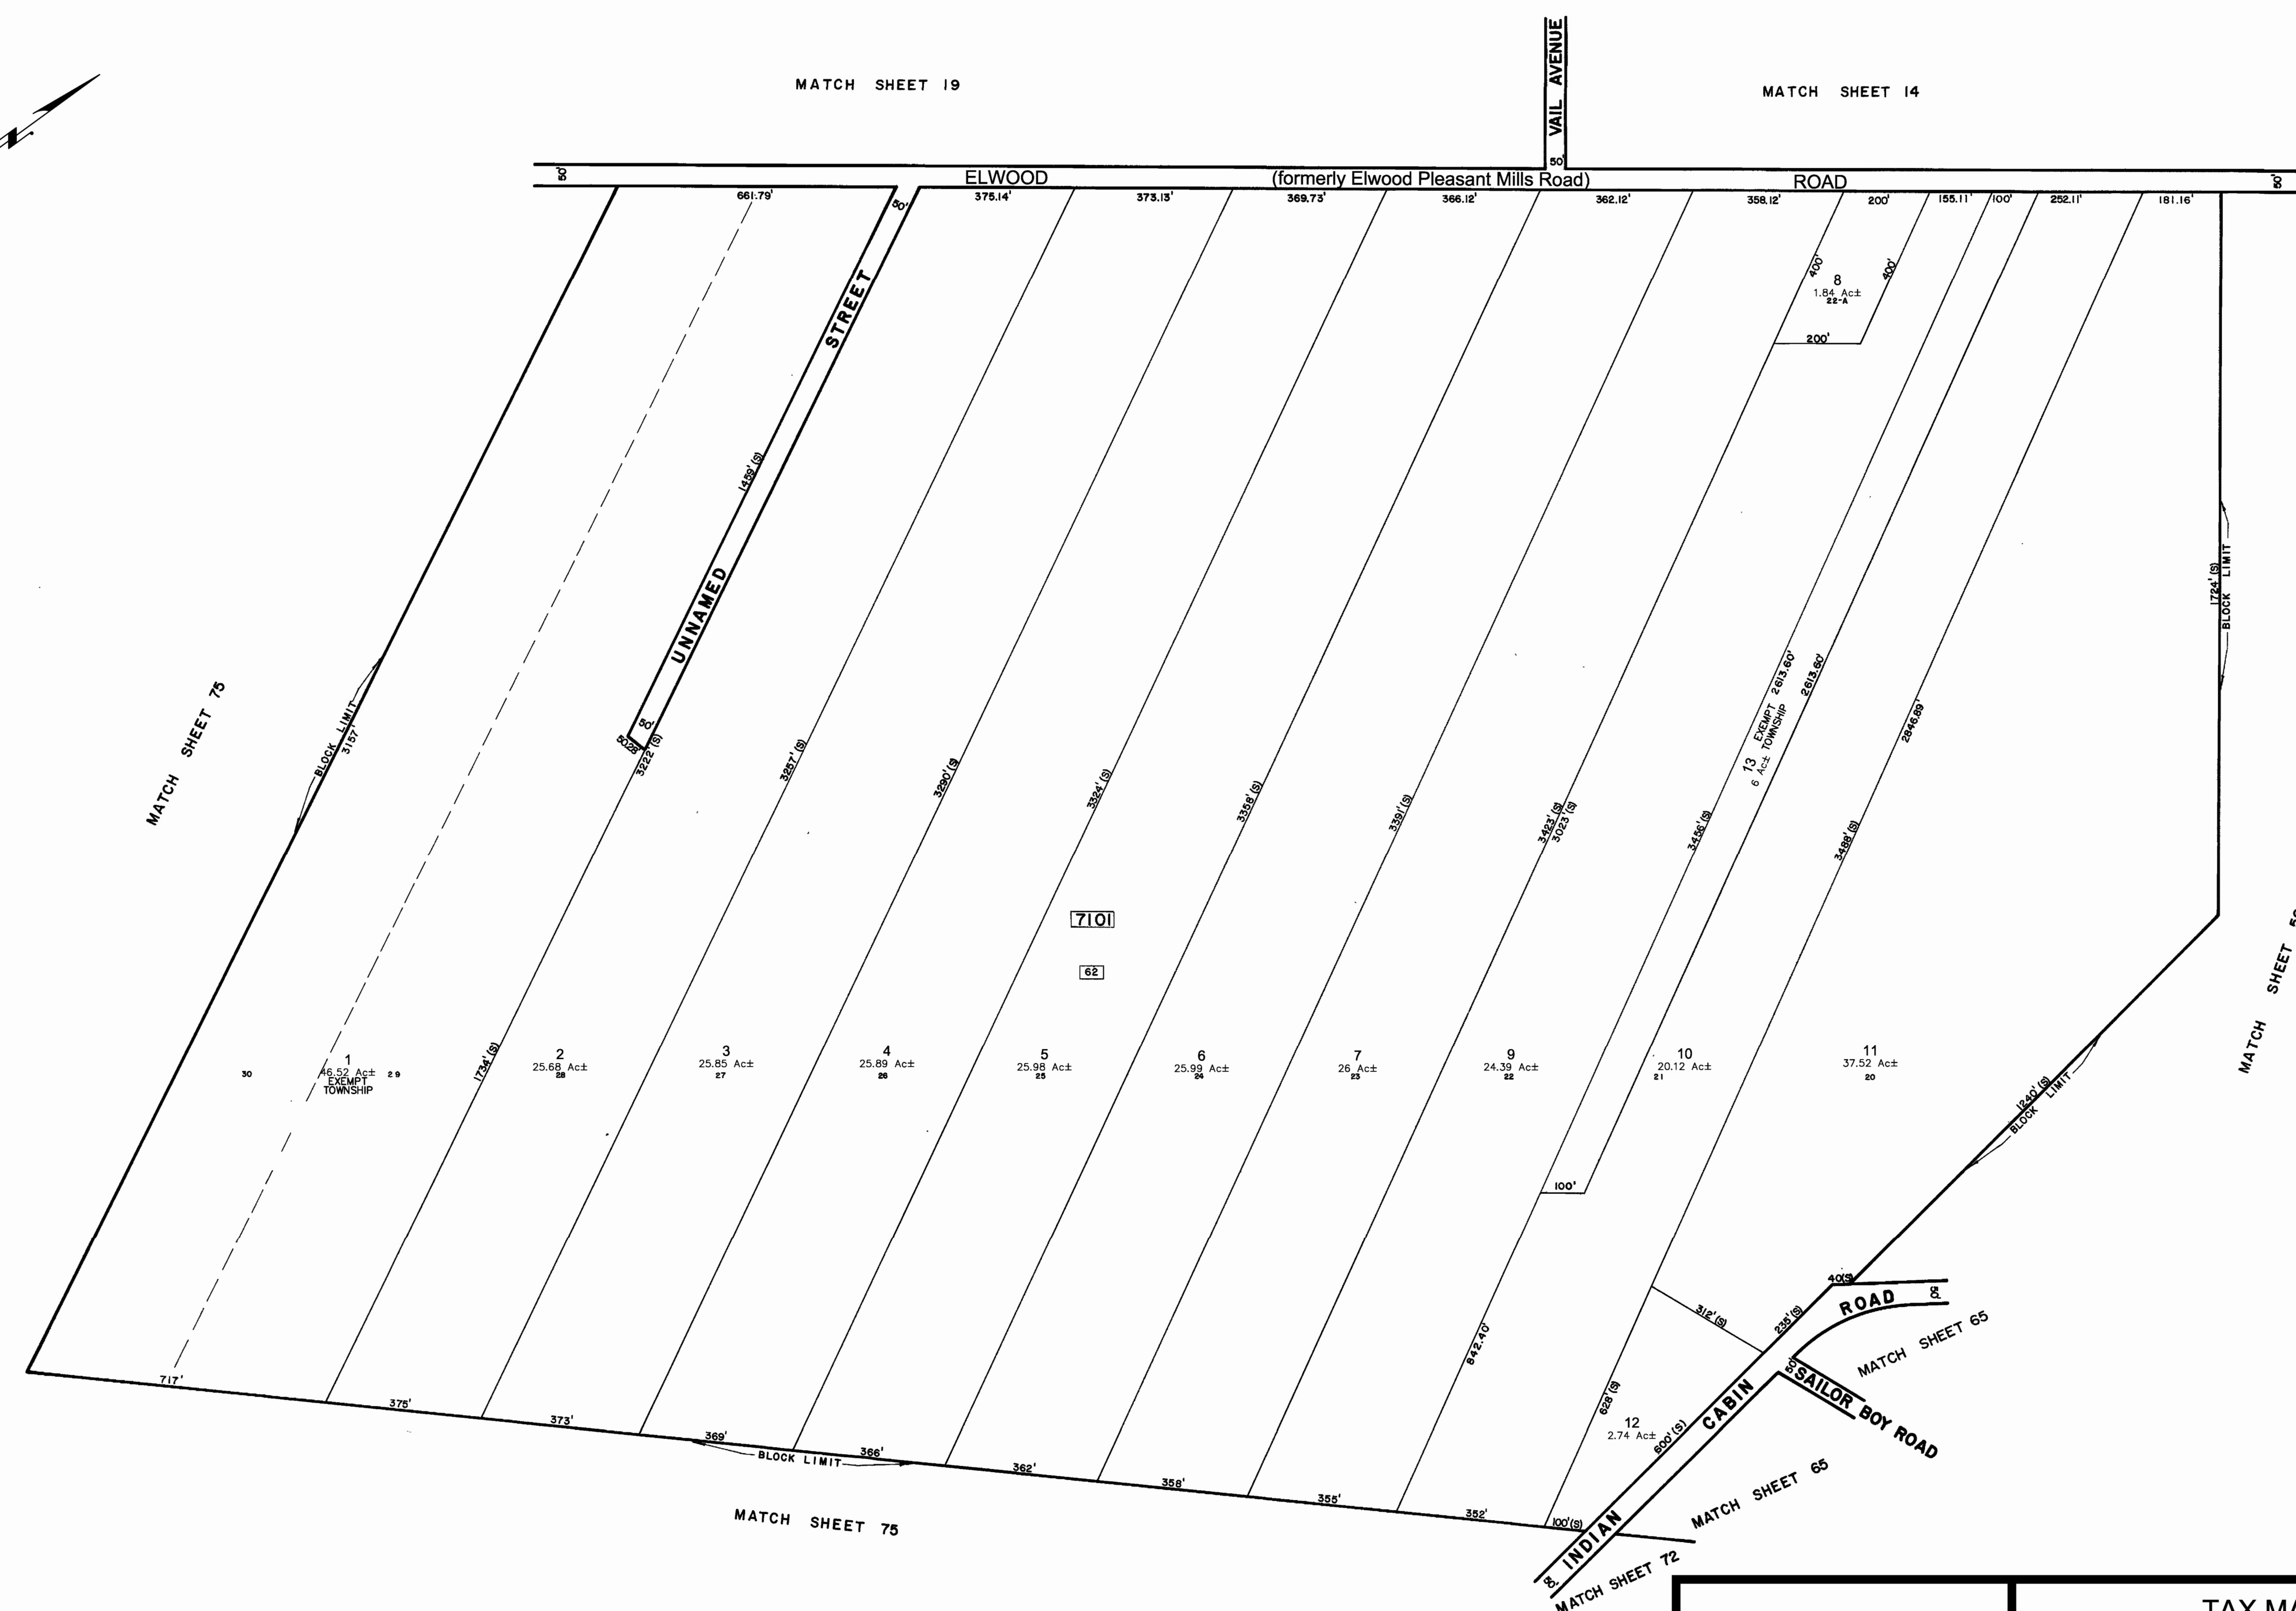 MATCH SHEET 19
VAIL AVENUE
MATCH SHEET 14
N.
50'
50'
ELWOOD (formerly Elwood Pleasant Mills Road) ROAD
50'
661.79'
50'
375.14'
373.13'
369.73'
366.12'
362.12'
358.12'
200'
155.11'
100'
252.11'
181.16'
400'
400'
8
1.84 Ac±
22-A
200'
UNNAMED STREET
1459' (S)
50'
50.28'
3222' (S)
3257' (S)
3290' (S)
3324' (S)
3358' (S)
3391' (S)
3423' (S)
3023' (S)
3456' (S)
13 EXEMPT 2613.60'
6 Ac± TOWNSHIP
2613.60'
3488' (S)
2846.89'
1724' (S)
BLOCK LIMIT
MATCH SHEET 75
BLOCK LIMIT
3157'
7101
62
MATCH SHEET
30
1
46.52 Ac±
EXEMPT
TOWNSHIP
29
1734' (S)
2
25.68 Ac±
28
3
25.85 Ac±
27
4
25.89 Ac±
26
5
25.98 Ac±
25
6
25.99 Ac±
24
7
26 Ac±
23
9
24.39 Ac±
22
10
20.12 Ac±
21
11
37.52 Ac±
20
1240' (S)
BLOCK LIMIT
100'
842.40'
312' (S)
235' (S)
40(S)
ROAD
50'
MATCH SHEET 65
50'
SAILOR BOY ROAD
628' (S)
12
2.74 Ac±
600' (S)
INDIAN CABIN
MATCH SHEET 65
717'
375'
373'
369'
366'
BLOCK LIMIT
362'
358'
355'
352'
100'(S)
MATCH SHEET 75
50'
MATCH SHEET 72